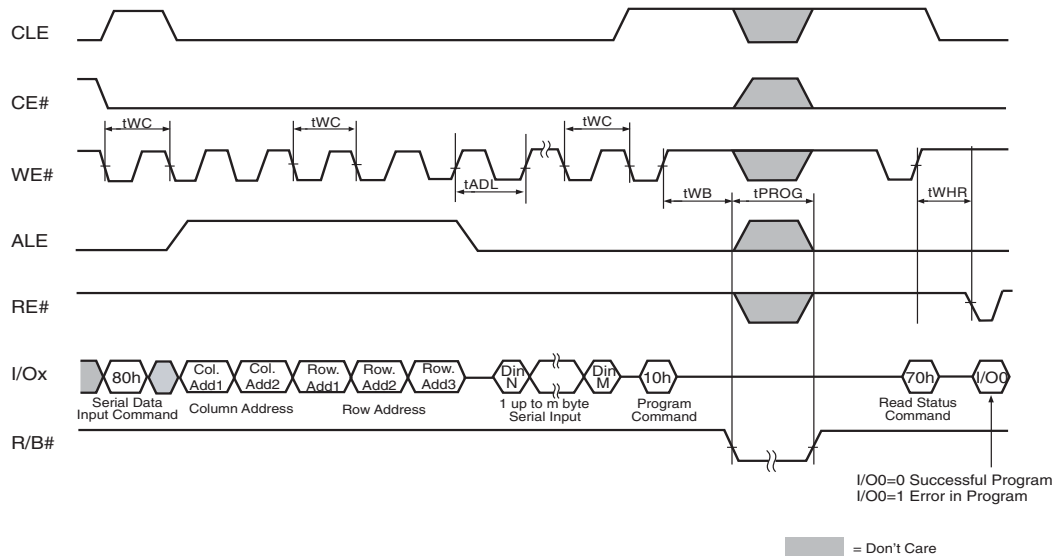 CLE
CE#
tWC
tWC
tWC
WE#
tADL
tWB
tPROG
tWHR
ALE
RE#
I/Ox
80h
Col. Add1
Col. Add2
Row. Add1
Row. Add2
Row. Add3
Din N
Din M
10h
70h
I/O0
Serial Data
Input Command
Column Address
Row Address
1 up to m byte
Serial Input
Program
Command
Read Status
Command
R/B#
I/O0=0 Successful Program
I/O0=1 Error in Program
= Don't Care